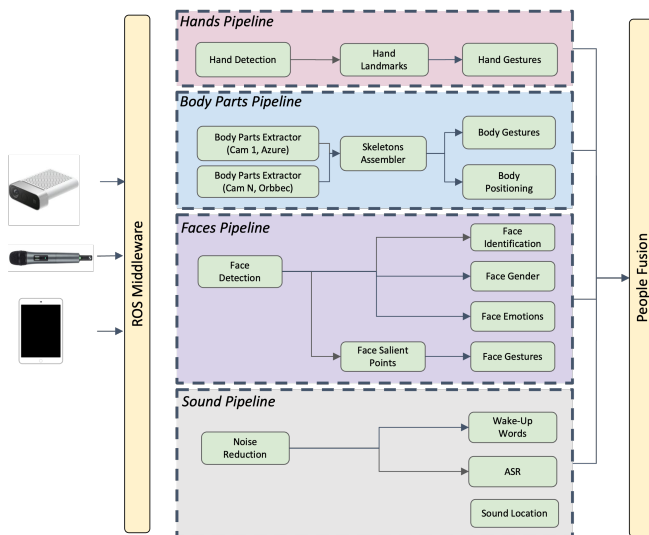 ROS Middleware
Hands Pipeline
Hand Detection
Hand
Landmarks
Hand Gestures
Body Parts Pipeline
Body Parts Extractor
(Cam 1, Azure)
Body Parts Extractor
(Cam N, Orbbec)
Skeletons
Assembler
Body Gestures
Body
Positioning
Faces Pipeline
Face
Detection
Face
Identification
Face Gender
Face Emotions
Face Salient
Points
Face Gestures
Sound Pipeline
Noise
Reduction
Wake-Up
Words
ASR
Sound Location
People Fusion